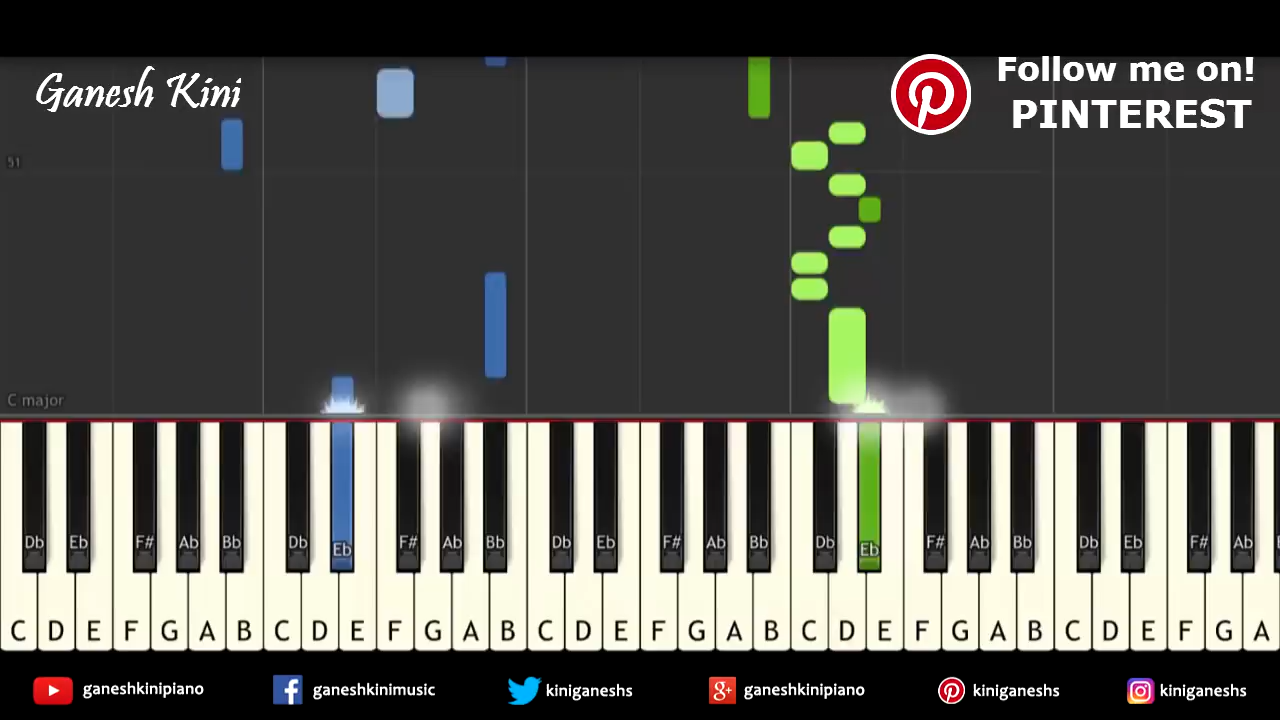 Ganesh Kini
Follow me on!
PINTEREST
51
C major
Db Eb F# Ab Bb Db Eb F# Ab Bb Db Eb F# Ab Bb Db Eb F# Ab Bb Db Eb F# Ab
C D E F G A B C D E F G A B C D E F G A B C D E F G A B C D E F G A
ganeshkinipiano ganeshkinimusic kiniganeshs ganeshkinipiano kiniganeshs kiniganeshs